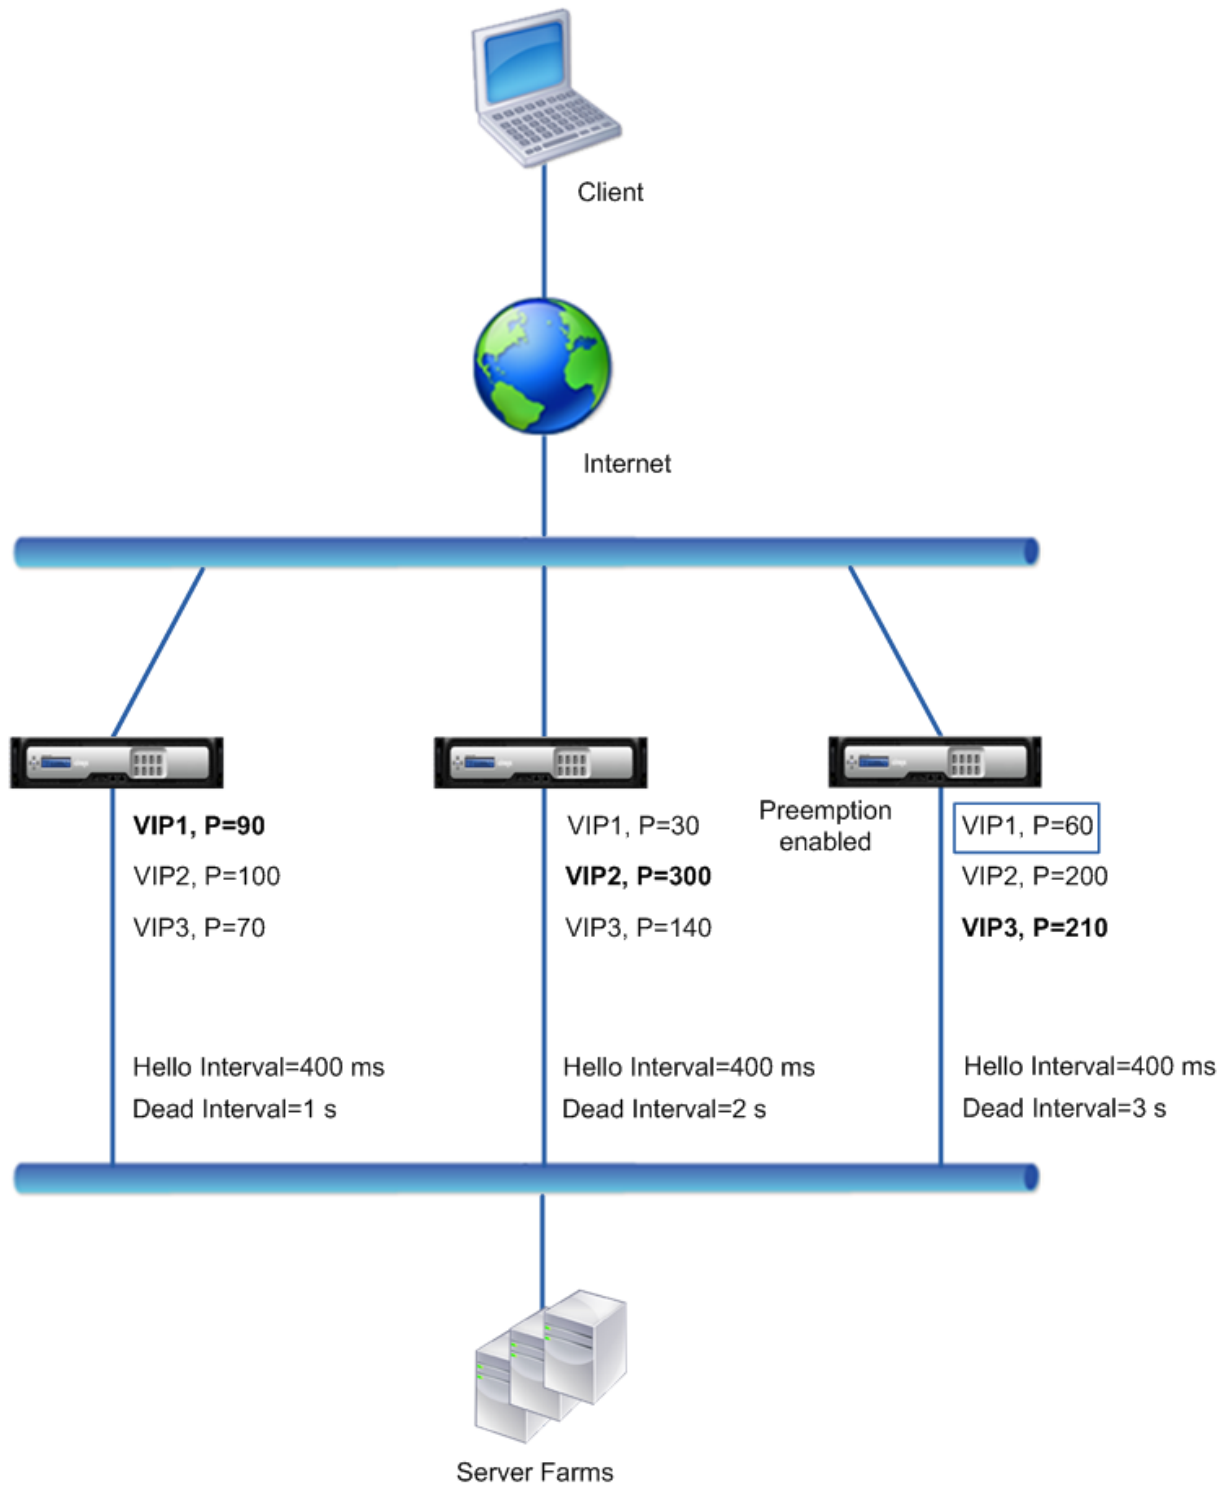 Client
Internet
VIP1, P=90
VIP2, P=100
VIP3, P=70
Hello Interval=400 ms
Dead Interval=1 s
VIP1, P=30
VIP2, P=300
VIP3, P=140
Hello Interval=400 ms
Dead Interval=2 s
Preemption
enabled
VIP1, P=60
VIP2, P=200
VIP3, P=210
Hello Interval=400 ms
Dead Interval=3 s
Server Farms